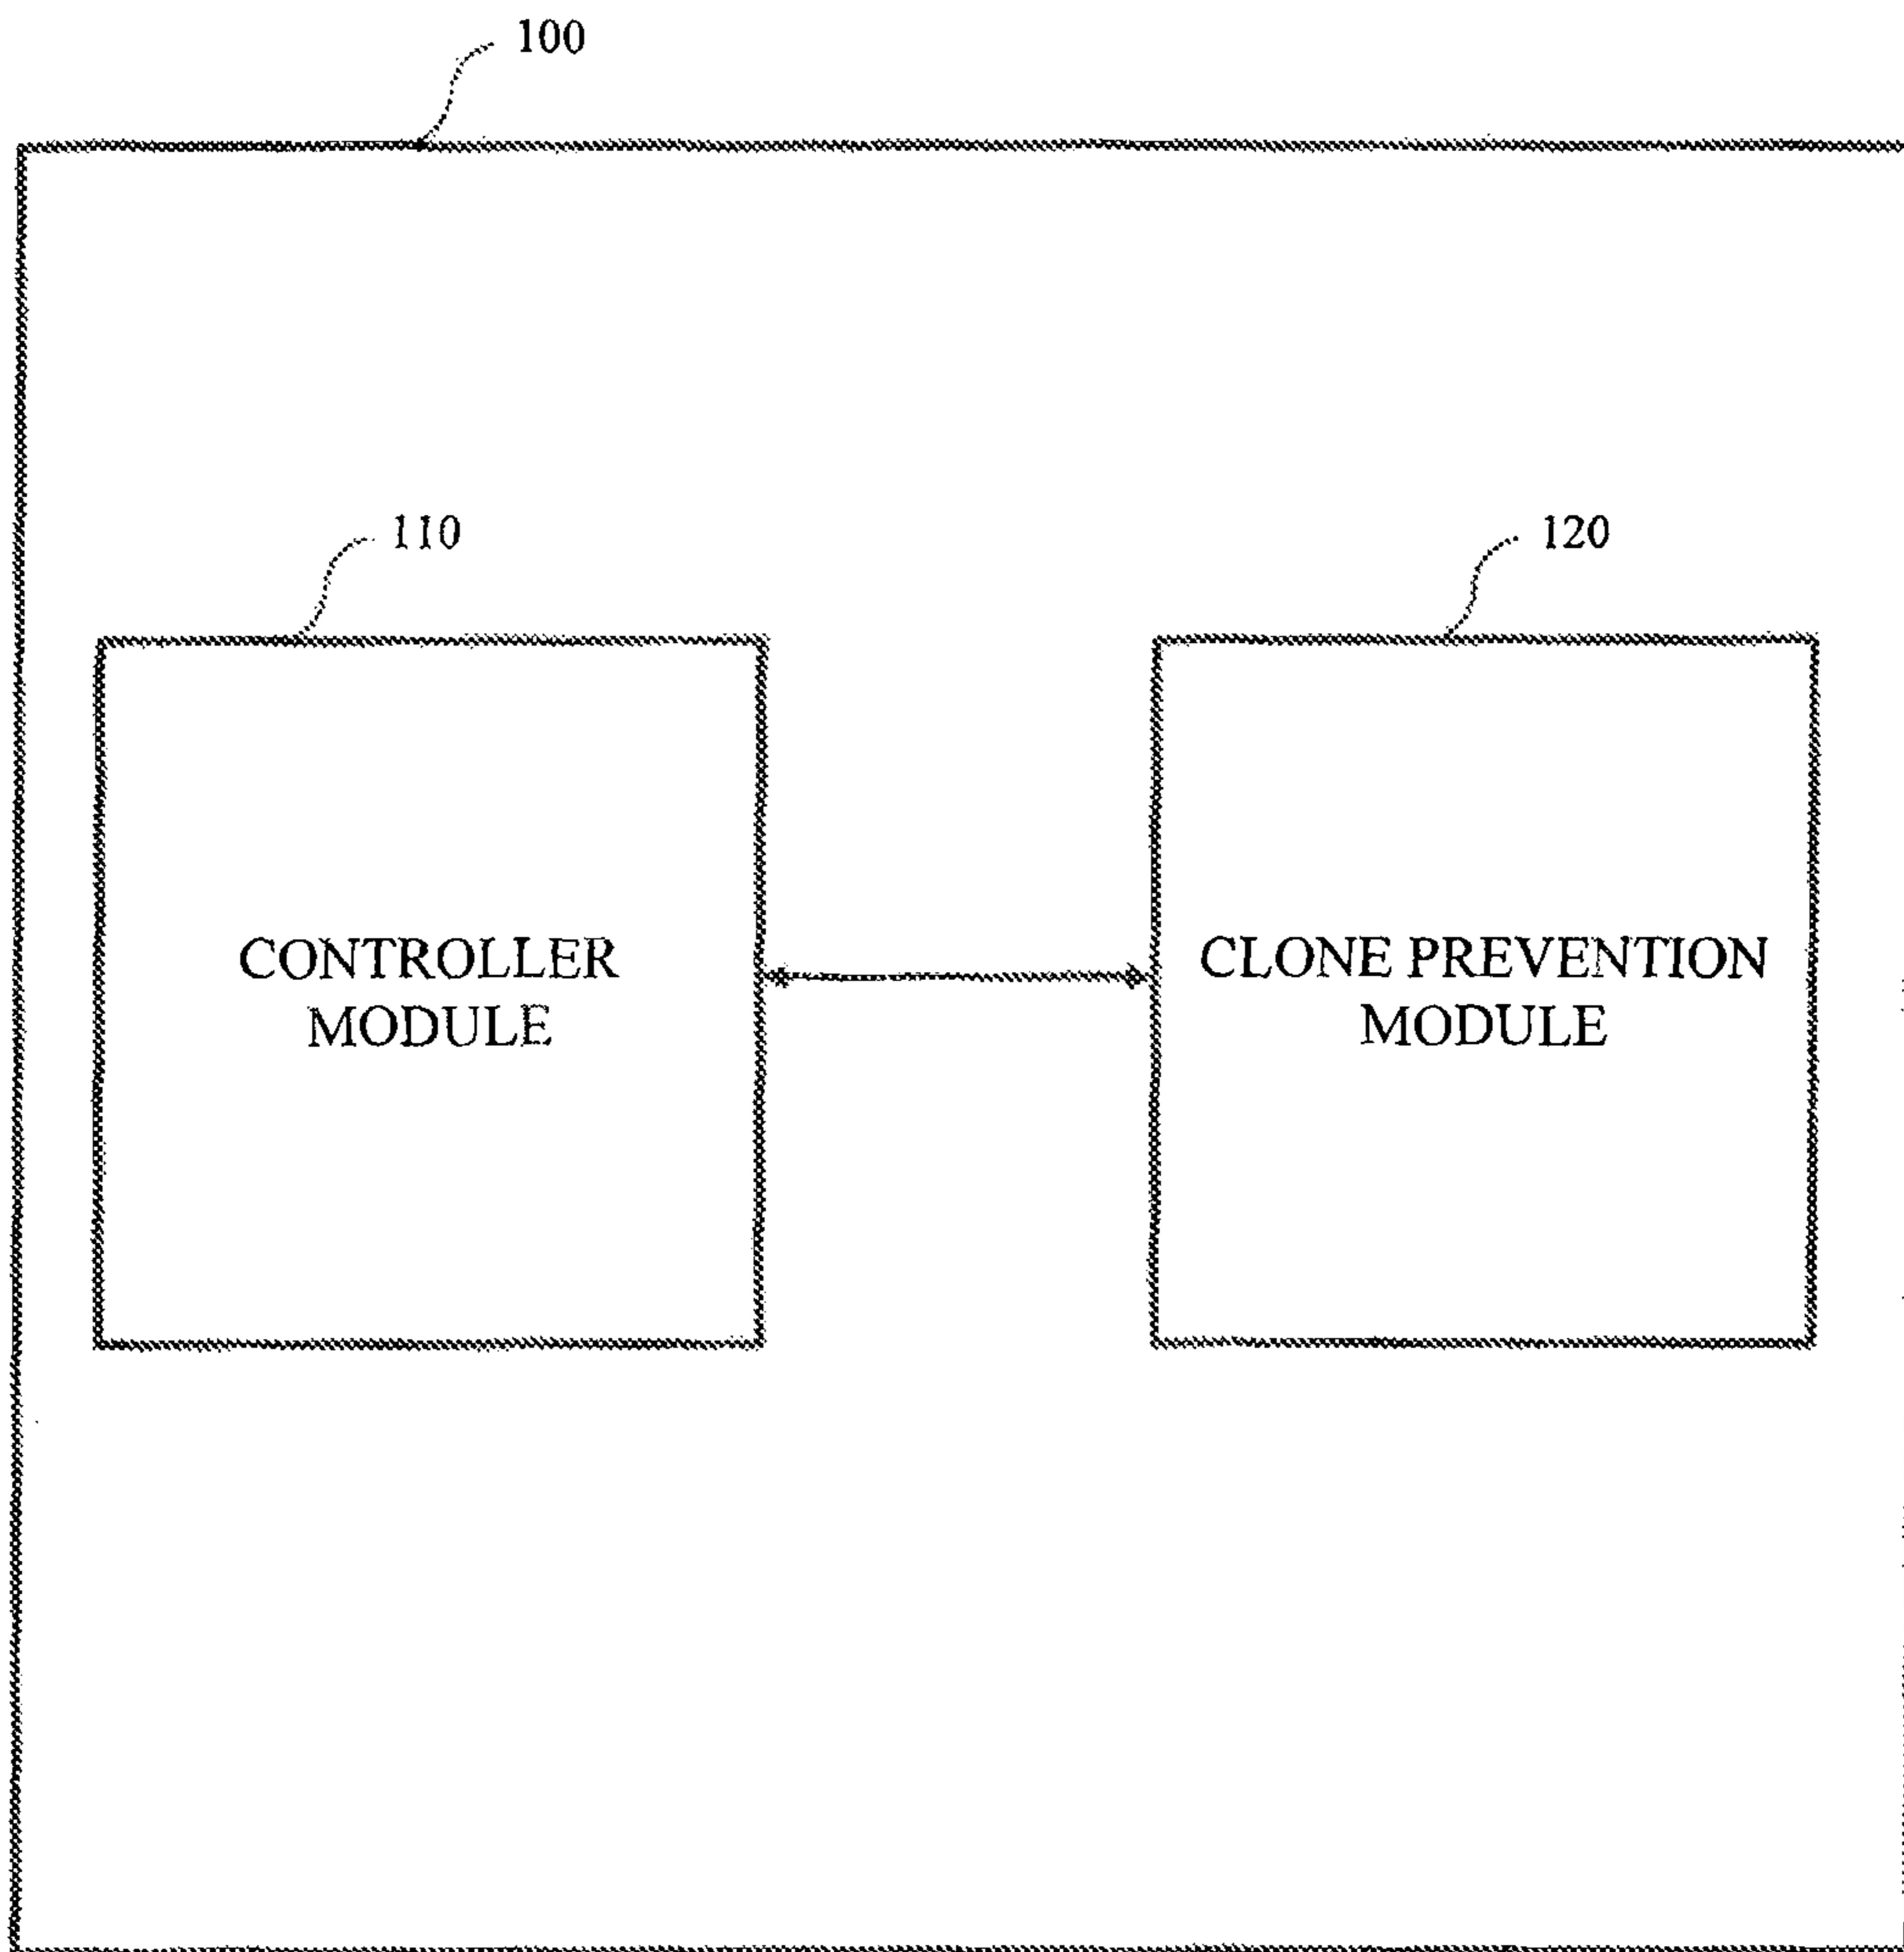 100
110
120
CONTROLLER
MODULE
CLONE PREVENTION
MODULE